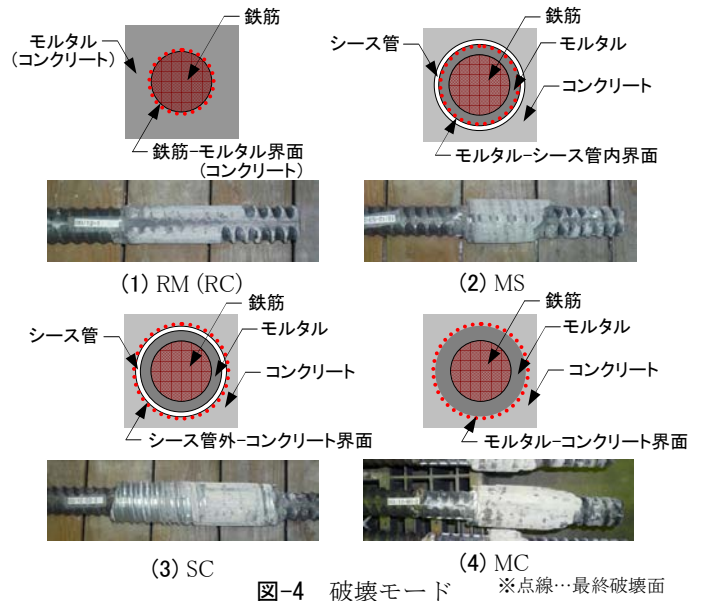 鉄筋
モルタル
(コンクリート)
鉄筋-モルタル界面
(コンクリート)
(1) RM (RC)
シース管
鉄筋
モルタル
コンクリート
モルタル-シース管内界面
(2) MS
シース管
鉄筋
モルタル
コンクリート
シース管外-コンクリート界面
(3) SC
鉄筋
モルタル
コンクリート
モルタル-コンクリート界面
(4) MC
図-4 破壊モード ※点線…最終破壊面